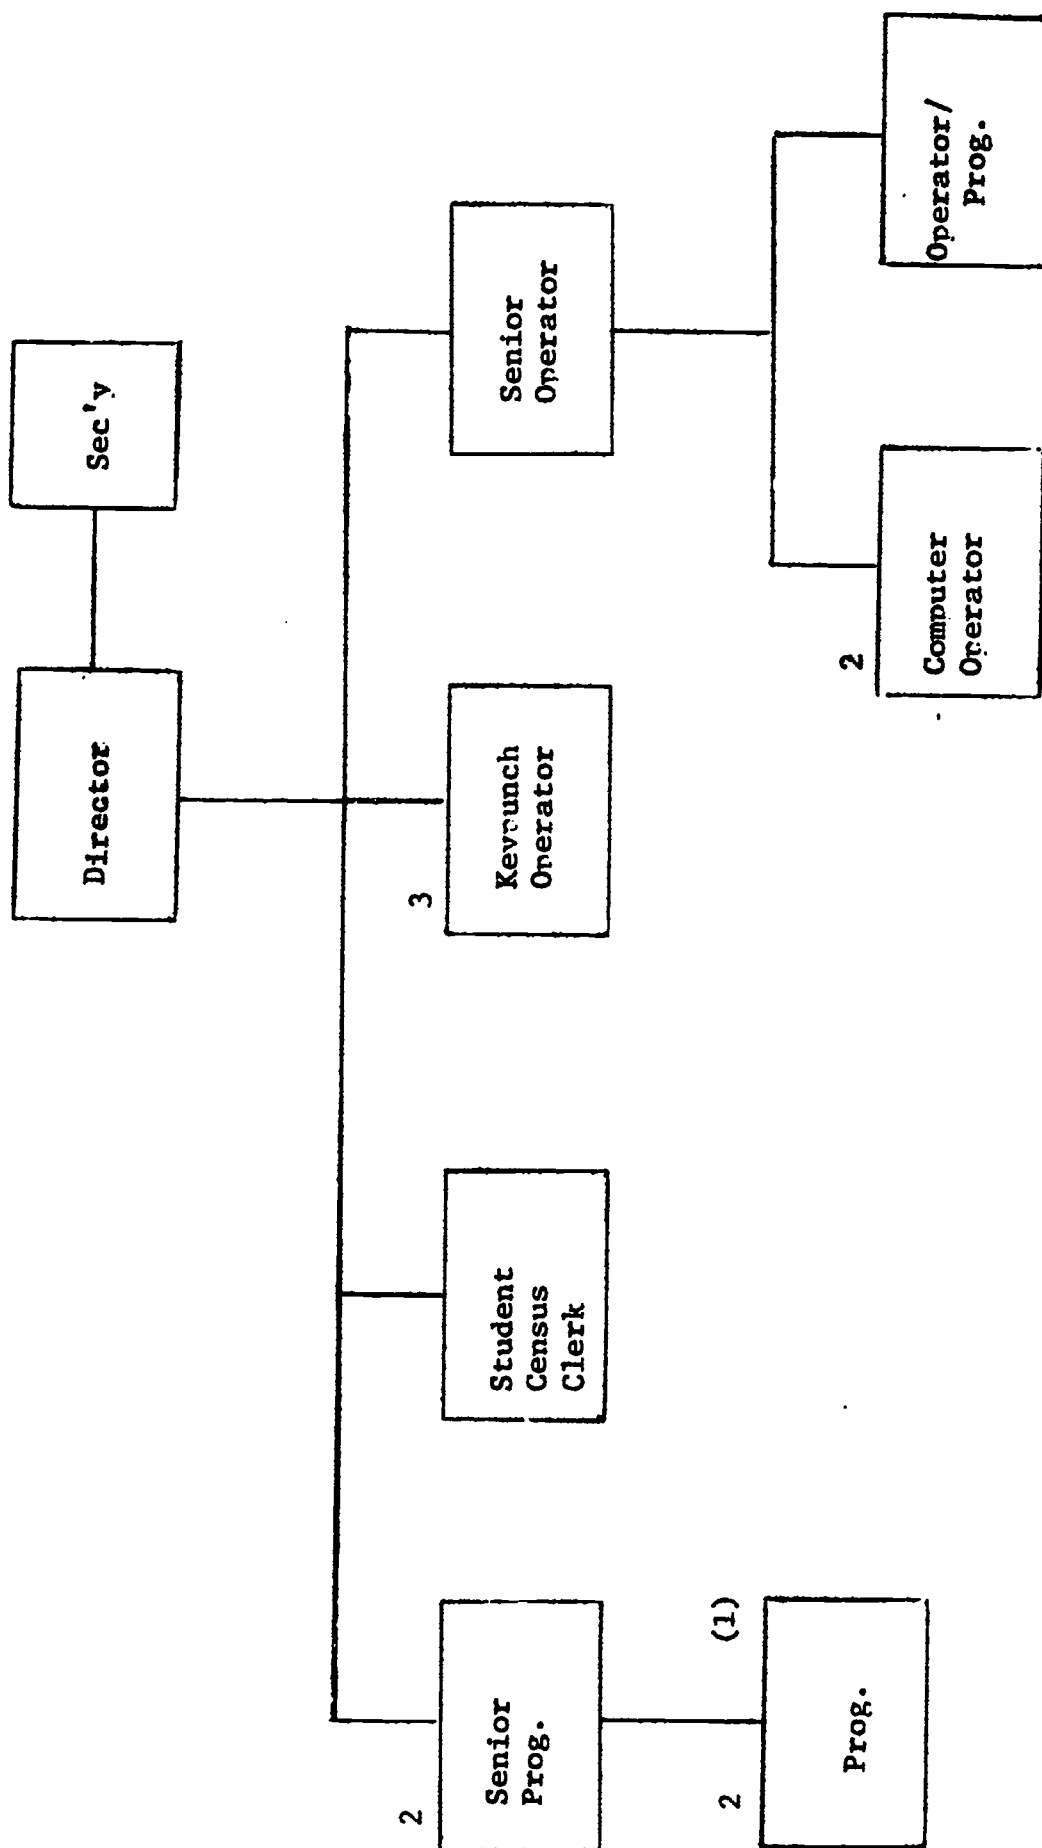 Director
Sec'y
2
Senior
Prog.
Student
Census
Clerk
3
Keypunch
Operator
Senior
Operator
2
(1)
Prog.
2
Computer
Operator
Operator/
Prog.